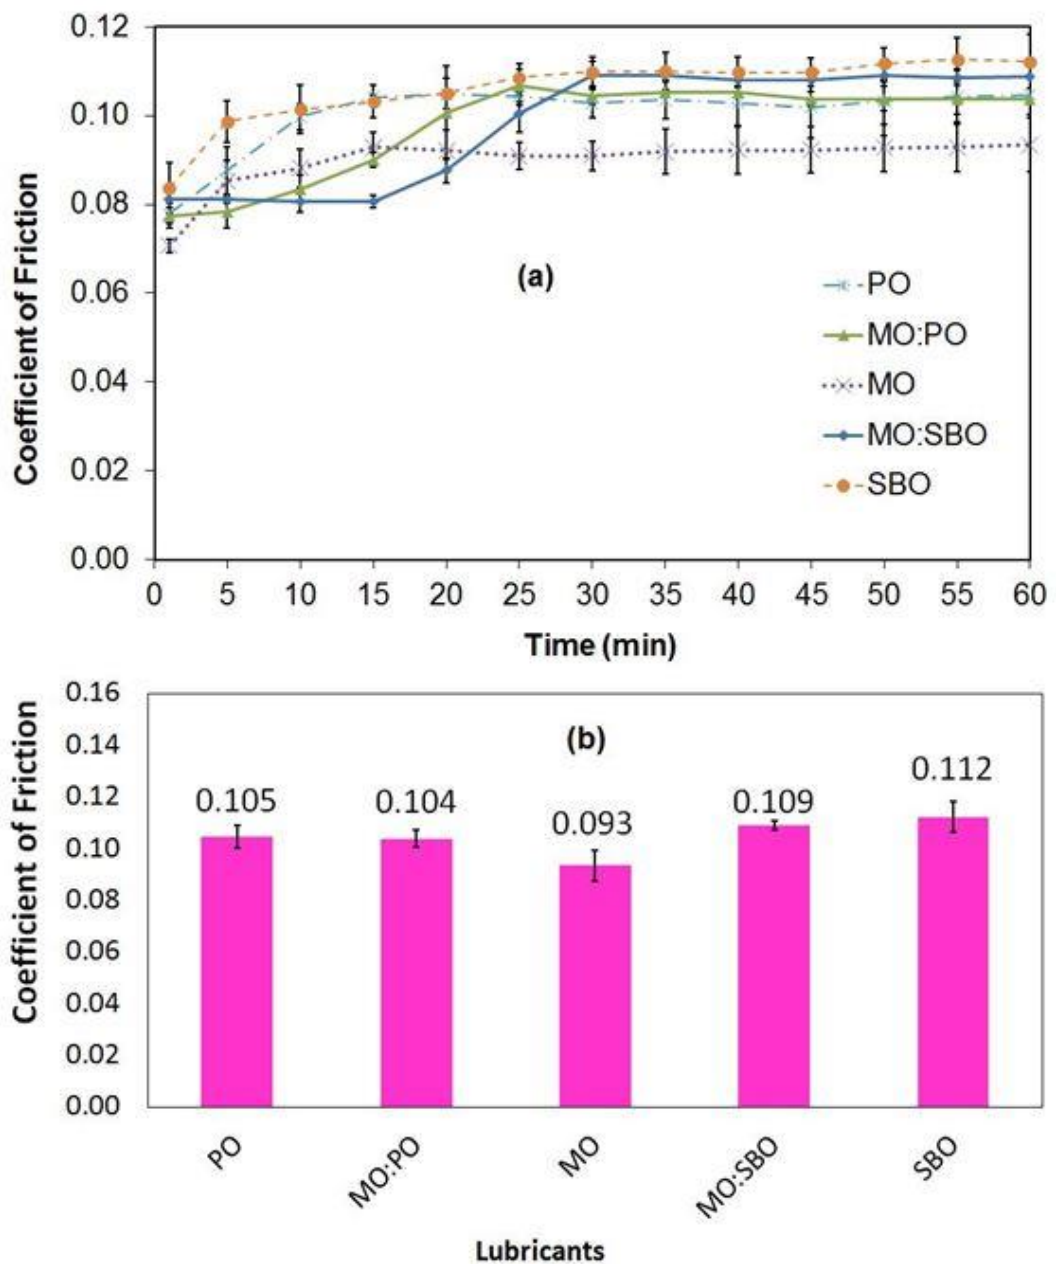 0.12
0.10
0.08
0.06
0.04
0.02
0.00
Coefficient of Friction
(a)
PO
MO:PO
MO
MO:SBO
SBO
0 5 10 15 20 25 30 35 40 45 50 55 60
Time (min)
0.16
0.14
0.12
0.10
0.08
0.06
0.04
0.02
0.00
Coefficient of Friction
(b)
0.105 0.104 0.093 0.109 0.112
PO MO:PO MO MO:SBO SBO
Lubricants